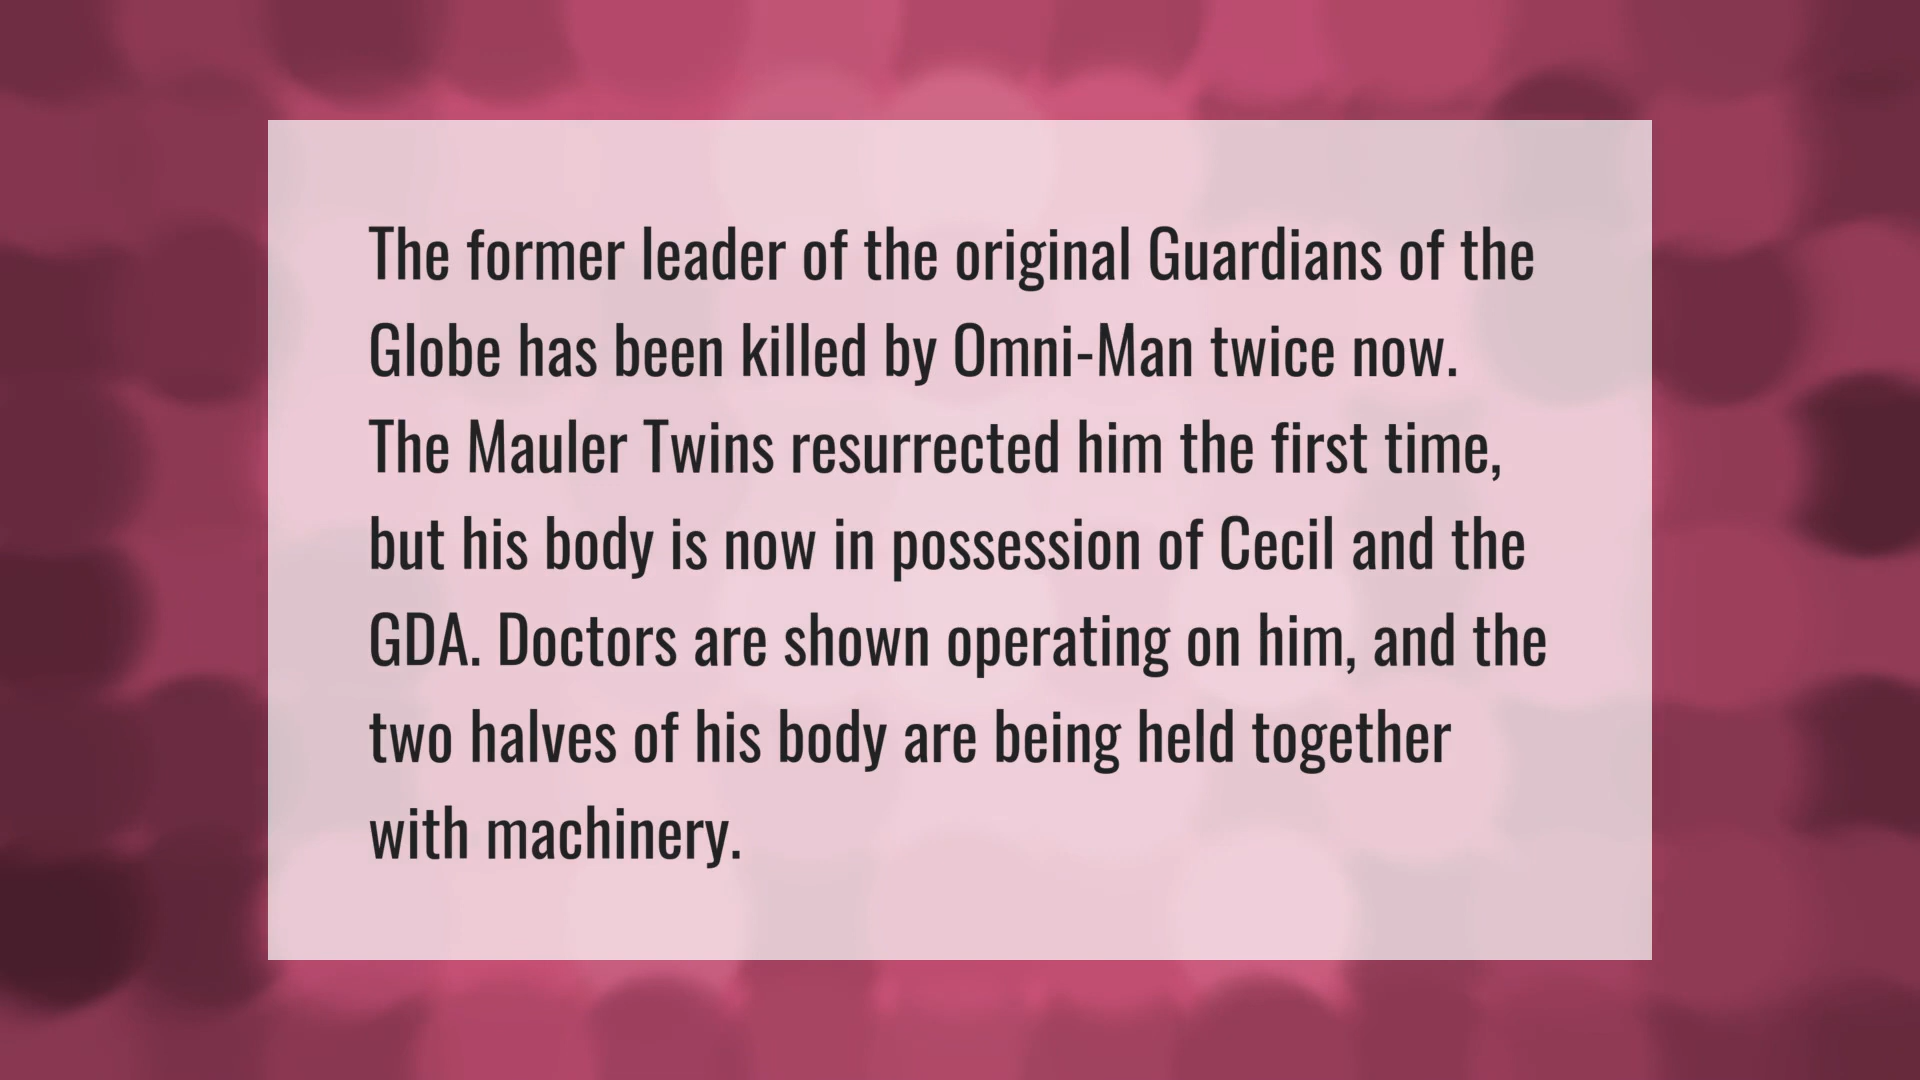 The former leader of the original Guardians of the
Globe has been killed by Omni-Man twice now.
The Mauler Twins resurrected him the first time,
but his body is now in possession of Cecil and the
GDA. Doctors are shown operating on him, and the
two halves of his body are being held together
with machinery.